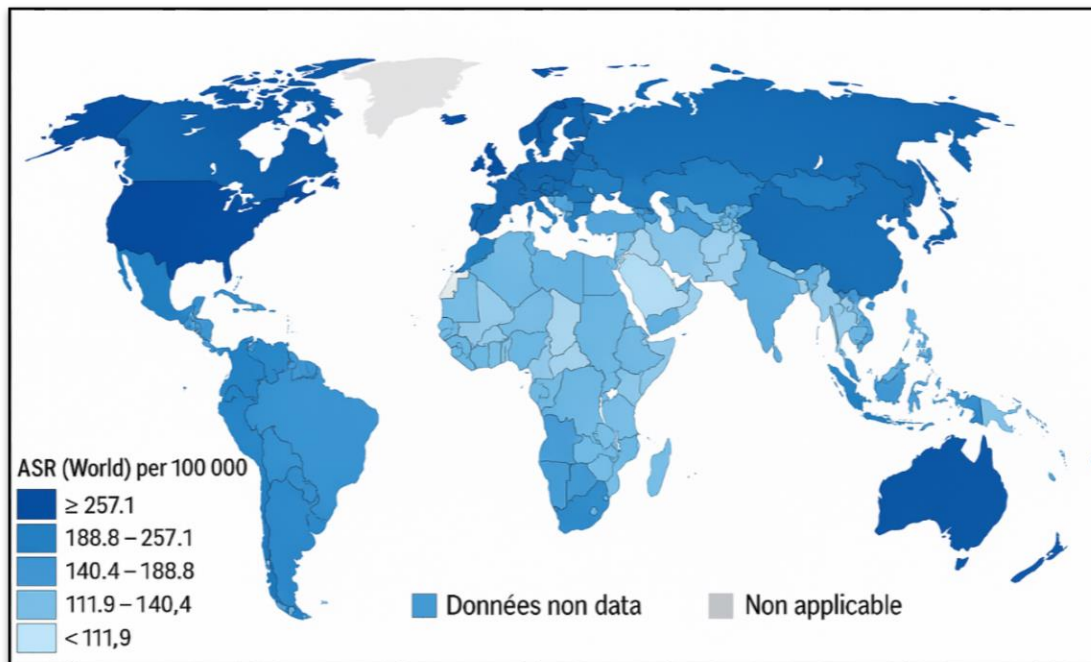 ASR (World) per 100 000
≥ 257.1
188.8 – 257.1
140.4 – 188.8
111.9 – 140,4
< 111,9
Données non data
Non applicable